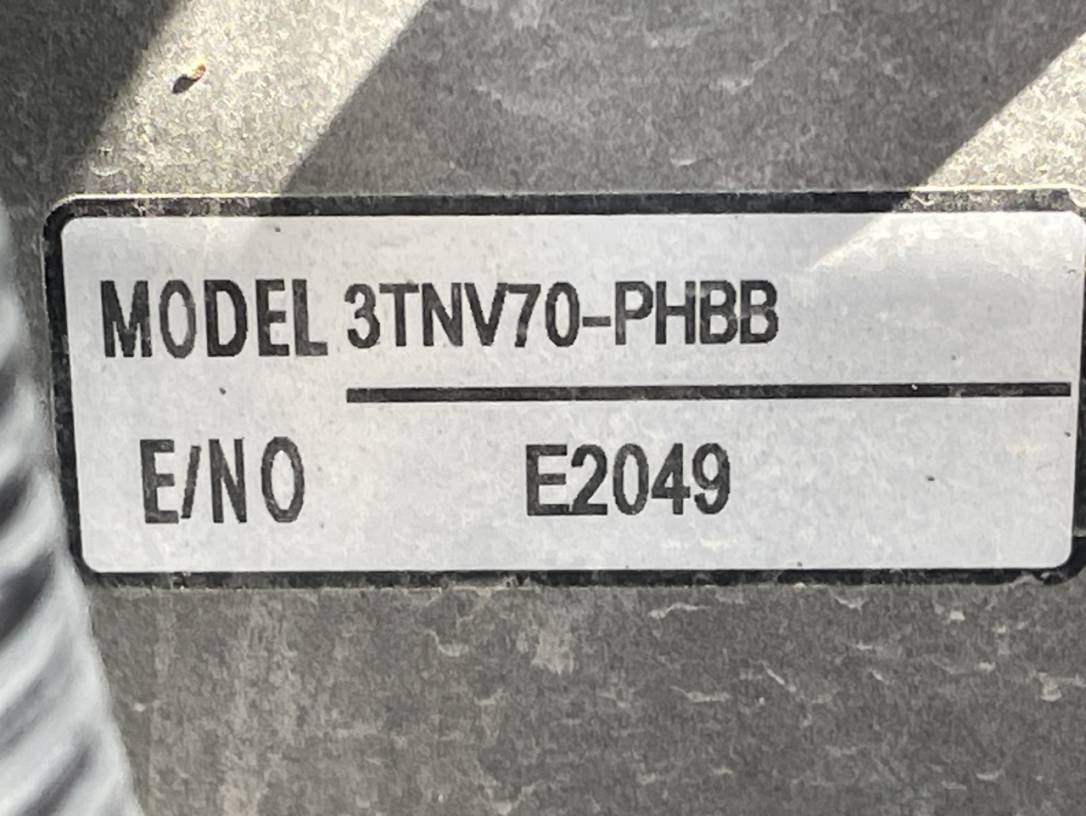 MODEL 3TNV70-PHBB
E/NO E2049